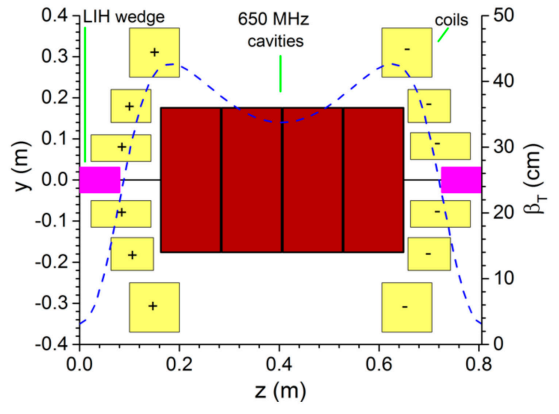 LIH wedge
650 MHz
cavities
coils
0.4
0.3
0.2
0.1
0.0
-0.1
-0.2
-0.3
-0.4
y (m)
+ + + + + +
- - - - - -
50
40
30
20
10
0
βT (cm)
0.0 0.2 0.4 0.6 0.8
z (m)